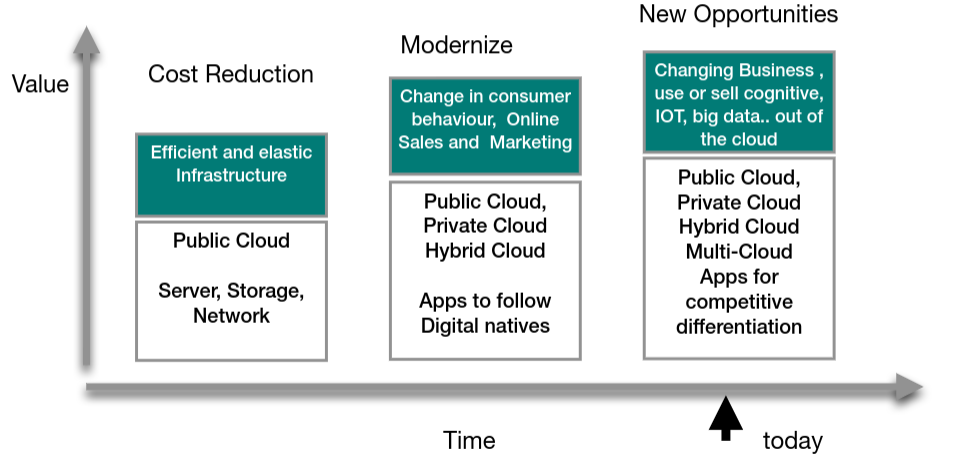 New Opportunities
Modernize
Cost Reduction
Value
Efficient and elastic
Infrastructure
Public Cloud
Server, Storage,
Network
Change in consumer
behaviour, Online
Sales and Marketing
Public Cloud,
Private Cloud
Hybrid Cloud
Apps to follow
Digital natives
Changing Business ,
use or sell cognitive,
IOT, big data.. out of
the cloud
Public Cloud,
Private Cloud
Hybrid Cloud
Multi-Cloud
Apps for
competitive
differentiation
Time
today